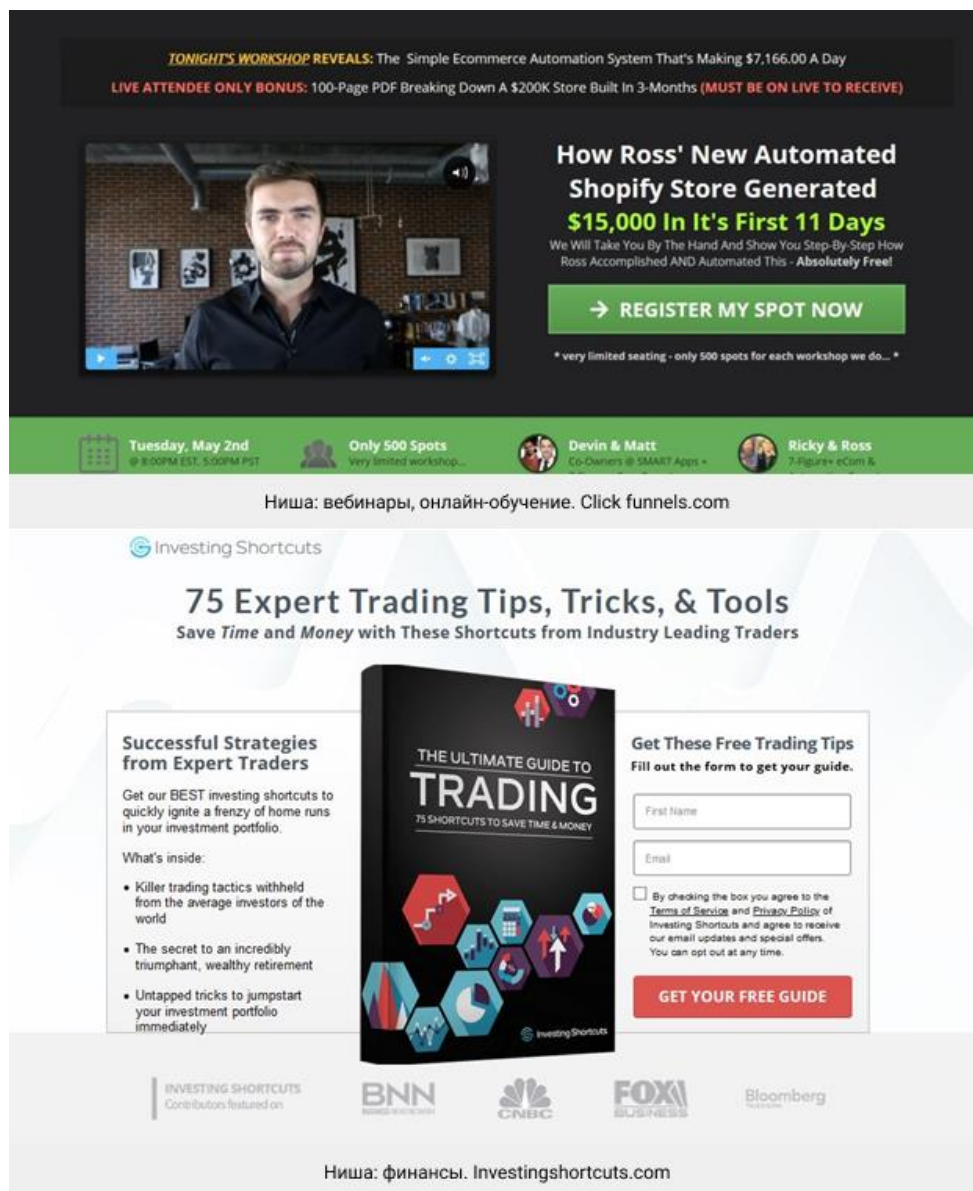 TONIGHT'S WORKSHOP REVEALS: The Simple Ecommerce Automation System That's Making $7,166.00 A Day
LIVE ATTENDEE ONLY BONUS: 100-Page PDF Breaking Down A $200K Store Built In 3-Months (MUST BE ON LIVE TO RECEIVE)
How Ross' New Automated
Shopify Store Generated
$15,000 In It's First 11 Days
We Will Take You By The Hand And Show You Step-By-Step How
Ross Accomplished AND Automated This - Absolutely Free!
→ REGISTER MY SPOT NOW
* very limited seating - only 500 spots for each workshop we do... *
Tuesday, May 2nd
@ 8:00PM EST, 5:00PM PST
Only 500 Spots
Very limited workshop...
Devin & Matt
Co-Owners @ SMART Apps +
Ricky & Ross
7-Figure+ eCom &
Ниша: вебинары, онлайн-обучение. Click funnels.com
Investing Shortcuts
75 Expert Trading Tips, Tricks, & Tools
Save Time and Money with These Shortcuts from Industry Leading Traders
Successful Strategies
from Expert Traders
Get our BEST investing shortcuts to
quickly ignite a frenzy of home runs
in your investment portfolio.
What's inside:
• Killer trading tactics withheld
from the average investors of the
world
• The secret to an incredibly
triumphant, wealthy retirement
• Untapped tricks to jumpstart
your investment portfolio
immediately
THE ULTIMATE GUIDE TO
TRADING
75 SHORTCUTS TO SAVE TIME & MONEY
Investing Shortcuts
Get These Free Trading Tips
Fill out the form to get your guide.
First Name
Email
By checking the box you agree to the
Terms of Service and Privacy Policy of
Investing Shortcuts and agree to receive
our email updates and special offers.
You can opt out at any time.
GET YOUR FREE GUIDE
INVESTING SHORTCUTS
Contributors featured on
BNN
CNBC
FOX
BUSINESS
Bloomberg
Ниша: финансы. Investingshortcuts.com